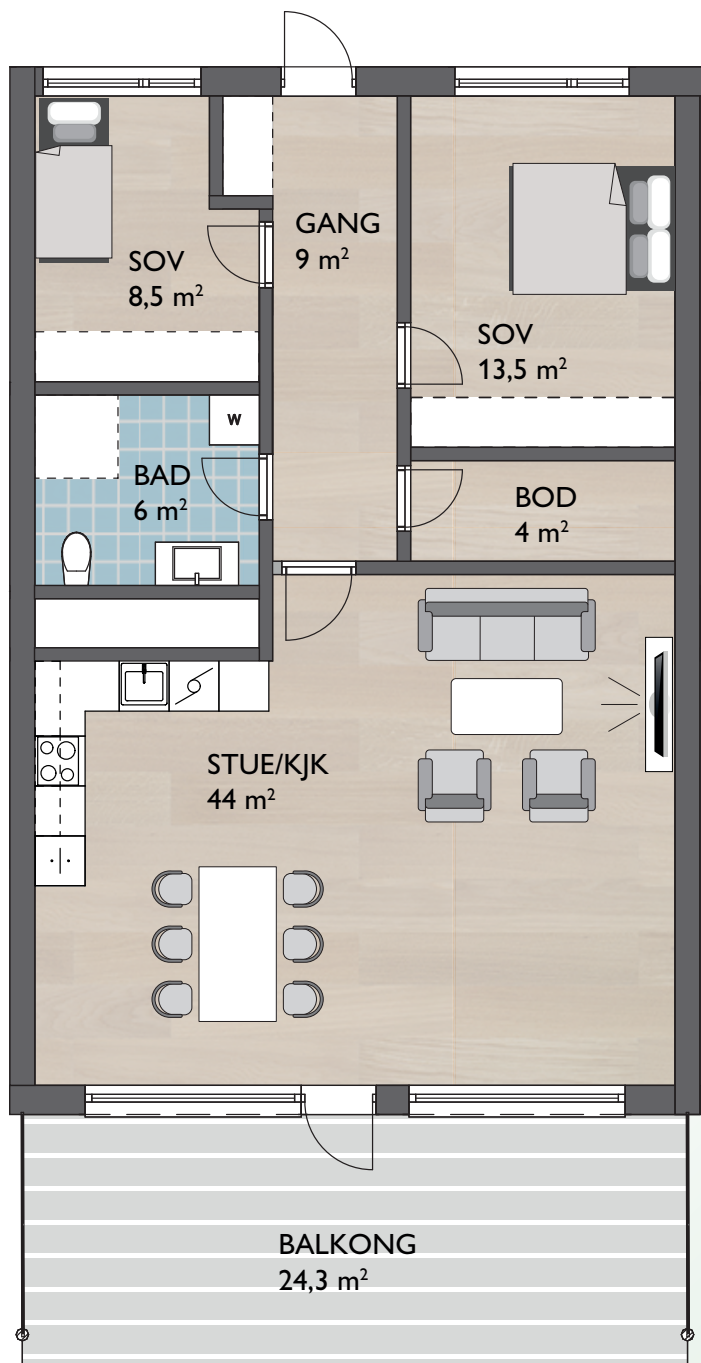 GANG
9 m²
SOV
8,5 m²
SOV
13,5 m²
W
BAD
6 m²
BOD
4 m²
STUE/KJK
44 m²
BALKONG
24,3 m²